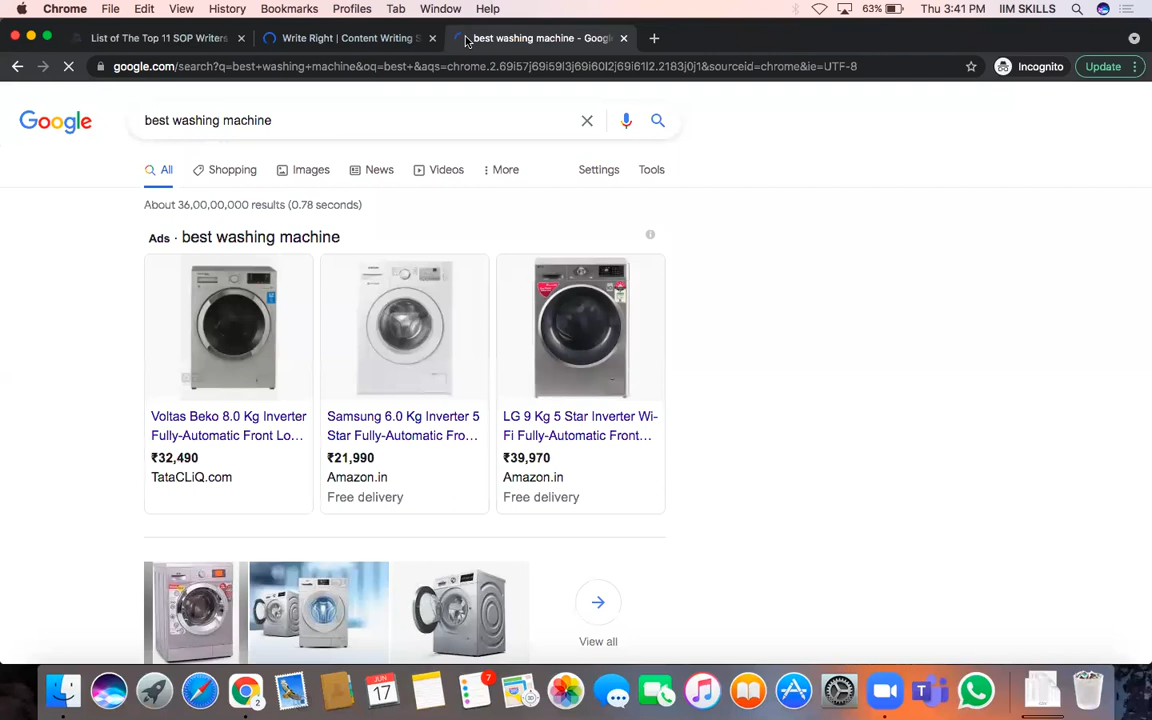 Chrome File Edit View History Bookmarks Profiles Tab Window Help 63% Thu 3:41 PM IIM SKILLS
List of The Top 11 SOP Writers Write Right | Content Writing S best washing machine - Googl
google.com/search?q=best+washing+machine&oq=best+&aqs=chrome.2.69i57j69i59l3j69i60l2j69i61l2.2183j0j1&sourceid=chrome&ie=UTF-8 Incognito Update
Google best washing machine
All Shopping Images News Videos More Settings Tools
About 36,00,00,000 results (0.78 seconds)
Ads · best washing machine
Voltas Beko 8.0 Kg Inverter
Fully-Automatic Front Lo...
₹32,490
TataCLiQ.com
Samsung 6.0 Kg Inverter 5
Star Fully-Automatic Fro...
₹21,990
Amazon.in
Free delivery
LG 9 Kg 5 Star Inverter Wi-
Fi Fully-Automatic Front...
₹39,970
Amazon.in
Free delivery
View all
7
JUN
17
2